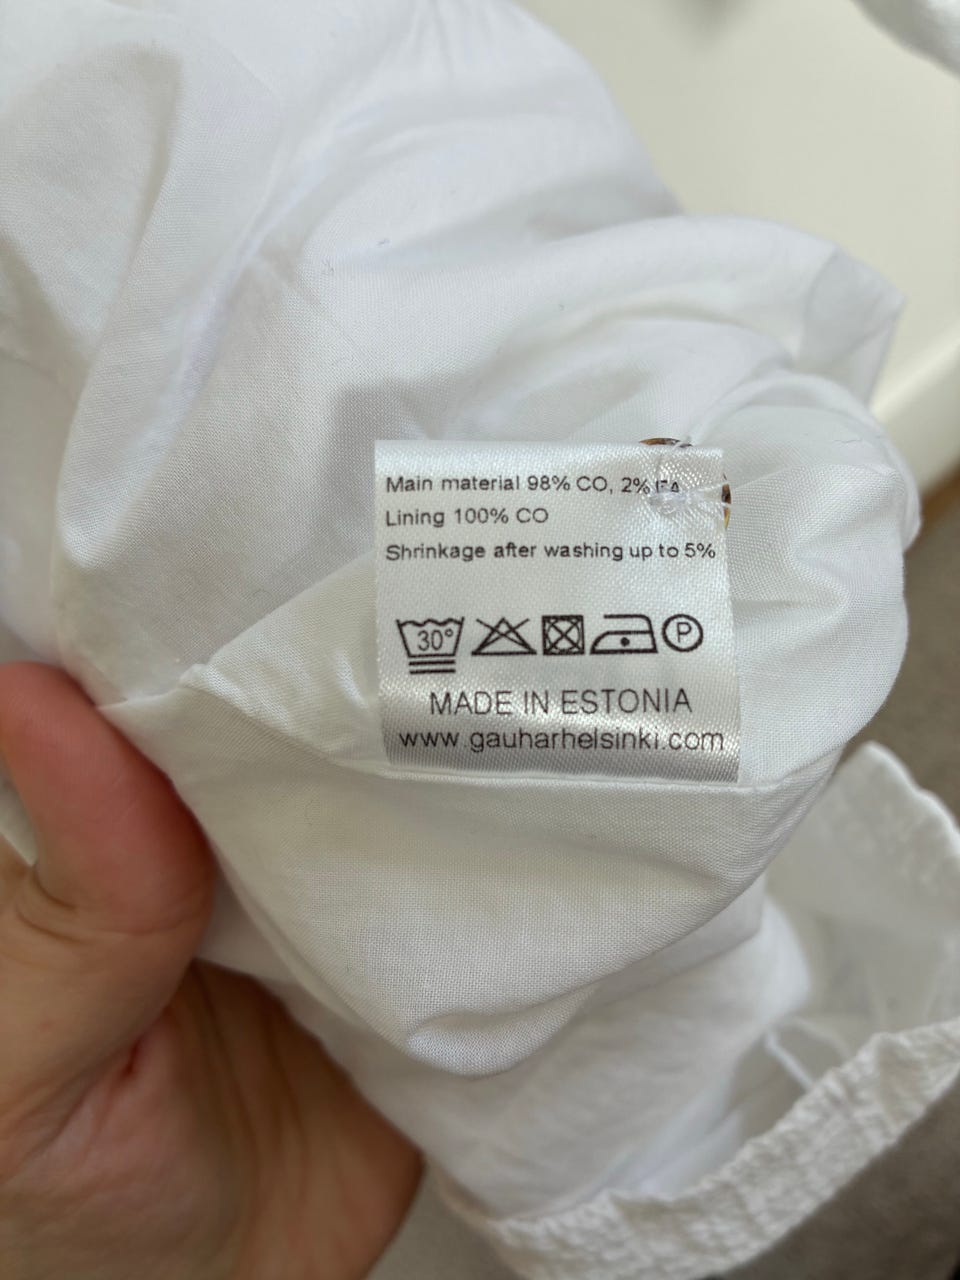 Main material 98% CO, 2%
Lining 100% CO
Shrinkage after washing up to 5%
30° P
MADE IN ESTONIA
www.gauharhelsinki.com